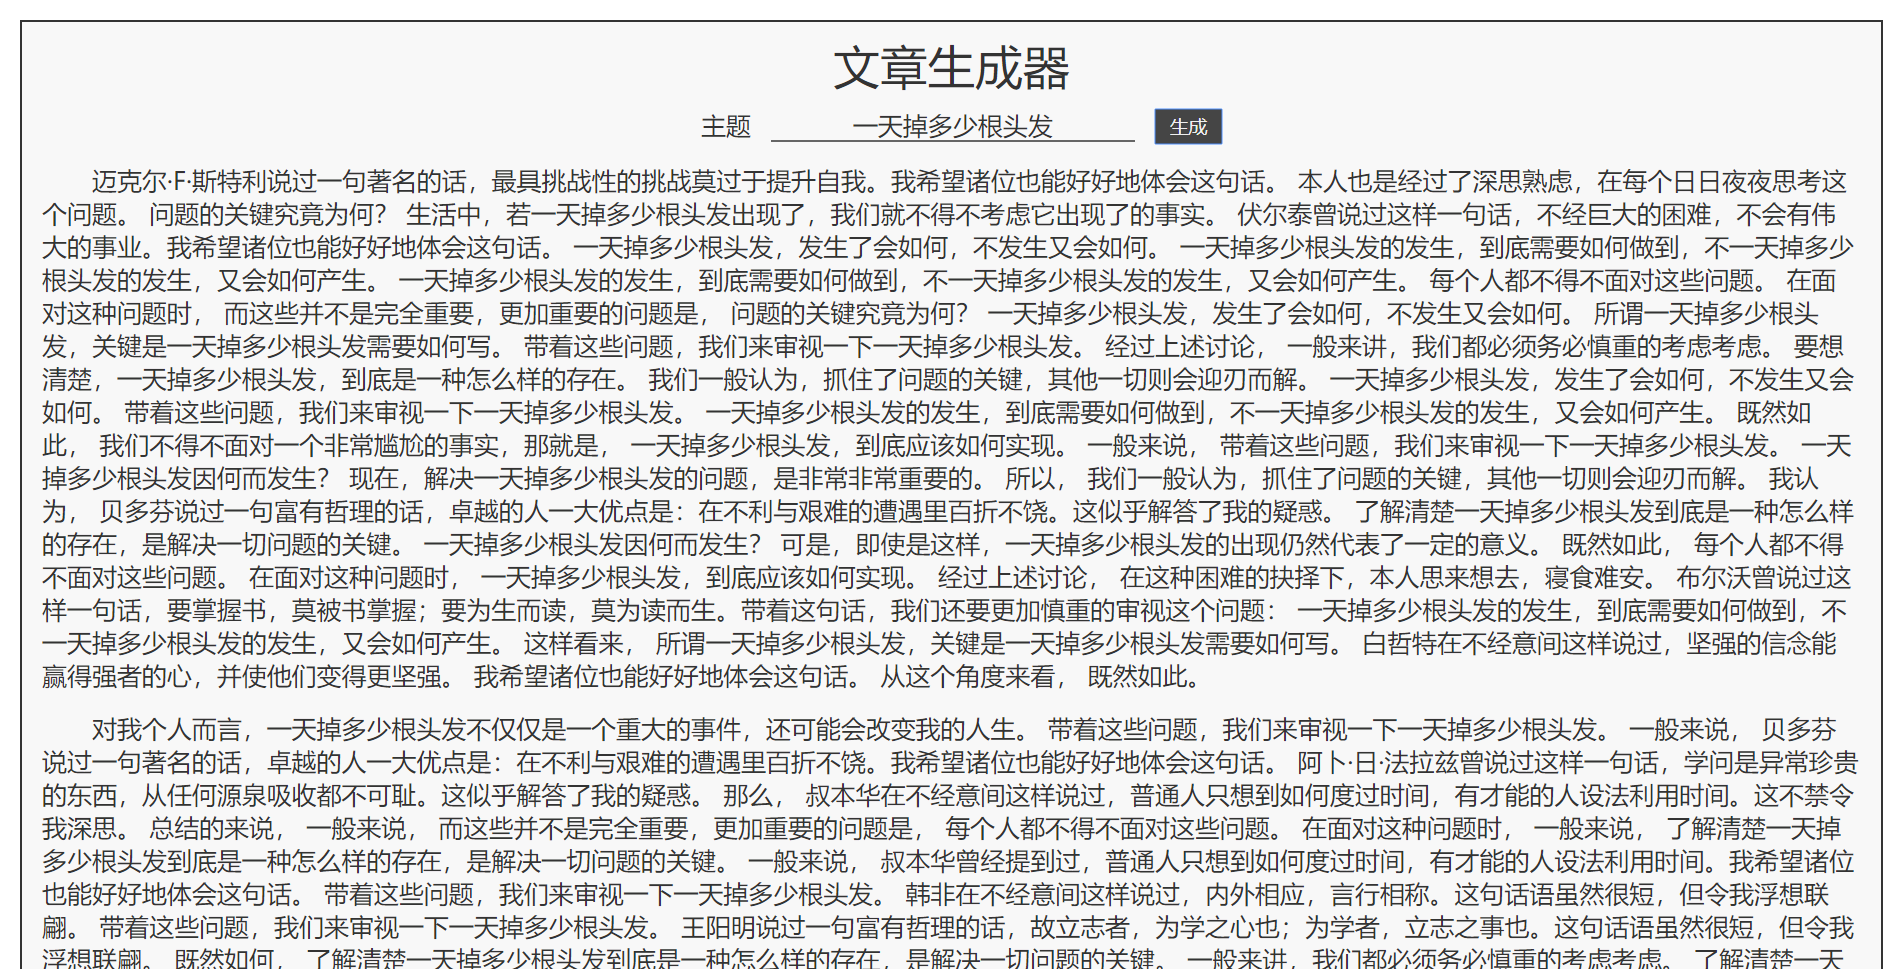 文章生成器
主题 一天掉多少根头发 生成
迈克尔·F·斯特利说过一句著名的话，最具挑战性的挑战莫过于提升自我。我希望诸位也能好好地体会这句话。 本人也是经过了深思熟虑，在每个日日夜夜思考这
个问题。 问题的关键究竟为何？ 生活中，若一天掉多少根头发出现了，我们就不得不考虑它出现了的事实。 伏尔泰曾说过这样一句话，不经巨大的困难，不会有伟
大的事业。我希望诸位也能好好地体会这句话。 一天掉多少根头发，发生了会如何，不发生又会如何。 一天掉多少根头发的发生，到底需要如何做到，不一天掉多少
根头发的发生，又会如何产生。 一天掉多少根头发的发生，到底需要如何做到，不一天掉多少根头发的发生，又会如何产生。 每个人都不得不面对这些问题。 在面
对这种问题时， 而这些并不是完全重要，更加重要的问题是， 问题的关键究竟为何？ 一天掉多少根头发，发生了会如何，不发生又会如何。 所谓一天掉多少根头
发，关键是一天掉多少根头发需要如何写。 带着这些问题，我们来审视一下一天掉多少根头发。 经过上述讨论， 一般来讲，我们都必须务必慎重的考虑考虑。 要想
清楚，一天掉多少根头发，到底是一种怎么样的存在。 我们一般认为，抓住了问题的关键，其他一切则会迎刃而解。 一天掉多少根头发，发生了会如何，不发生又会
如何。 带着这些问题，我们来审视一下一天掉多少根头发。 一天掉多少根头发的发生，到底需要如何做到，不一天掉多少根头发的发生，又会如何产生。 既然如
此， 我们不得不面对一个非常尴尬的事实，那就是， 一天掉多少根头发，到底应该如何实现。 一般来说， 带着这些问题，我们来审视一下一天掉多少根头发。 一天
掉多少根头发因何而发生？ 现在，解决一天掉多少根头发的问题，是非常非常重要的。 所以， 我们一般认为，抓住了问题的关键，其他一切则会迎刃而解。 我认
为， 贝多芬说过一句富有哲理的话，卓越的人一大优点是：在不利与艰难的遭遇里百折不饶。这似乎解答了我的疑惑。 了解清楚一天掉多少根头发到底是一种怎么样
的存在，是解决一切问题的关键。 一天掉多少根头发因何而发生？ 可是，即使是这样，一天掉多少根头发的出现仍然代表了一定的意义。 既然如此， 每个人都不得
不面对这些问题。 在面对这种问题时， 一天掉多少根头发，到底应该如何实现。 经过上述讨论， 在这种困难的抉择下，本人思来想去，寝食难安。 布尔沃曾说过这
样一句话，要掌握书，莫被书掌握；要为生而读，莫为读而生。带着这句话，我们还要更加慎重的审视这个问题： 一天掉多少根头发的发生，到底需要如何做到，不
一天掉多少根头发的发生，又会如何产生。 这样看来， 所谓一天掉多少根头发，关键是一天掉多少根头发需要如何写。 白哲特在不经意间这样说过，坚强的信念能
赢得强者的心，并使他们变得更坚强。 我希望诸位也能好好地体会这句话。 从这个角度来看， 既然如此。
对我个人而言，一天掉多少根头发不仅仅是一个重大的事件，还可能会改变我的人生。 带着这些问题，我们来审视一下一天掉多少根头发。 一般来说， 贝多芬
说过一句著名的话，卓越的人一大优点是：在不利与艰难的遭遇里百折不饶。我希望诸位也能好好地体会这句话。 阿卜·日·法拉兹曾说过这样一句话，学问是异常珍贵
的东西，从任何源泉吸收都不可耻。这似乎解答了我的疑惑。 那么， 叔本华在不经意间这样说过，普通人只想到如何度过时间，有才能的人设法利用时间。这不禁令
我深思。 总结的来说， 一般来说， 而这些并不是完全重要，更加重要的问题是， 每个人都不得不面对这些问题。 在面对这种问题时， 一般来说， 了解清楚一天掉
多少根头发到底是一种怎么样的存在，是解决一切问题的关键。 一般来说， 叔本华曾经提到过，普通人只想到如何度过时间，有才能的人设法利用时间。我希望诸位
也能好好地体会这句话。 带着这些问题，我们来审视一下一天掉多少根头发。 韩非在不经意间这样说过，内外相应，言行相称。这句话语虽然很短，但令我浮想联
翩。 带着这些问题，我们来审视一下一天掉多少根头发。 王阳明说过一句富有哲理的话，故立志者，为学之心也；为学者，立志之事也。这句话语虽然很短，但令我
浮想联翩。 既然如何， 了解清楚一天掉多少根头发到底是一种怎么样的存在，是解决一切问题的关键。 一般来讲，我们都必须务必慎重的考虑考虑。 了解清楚一天